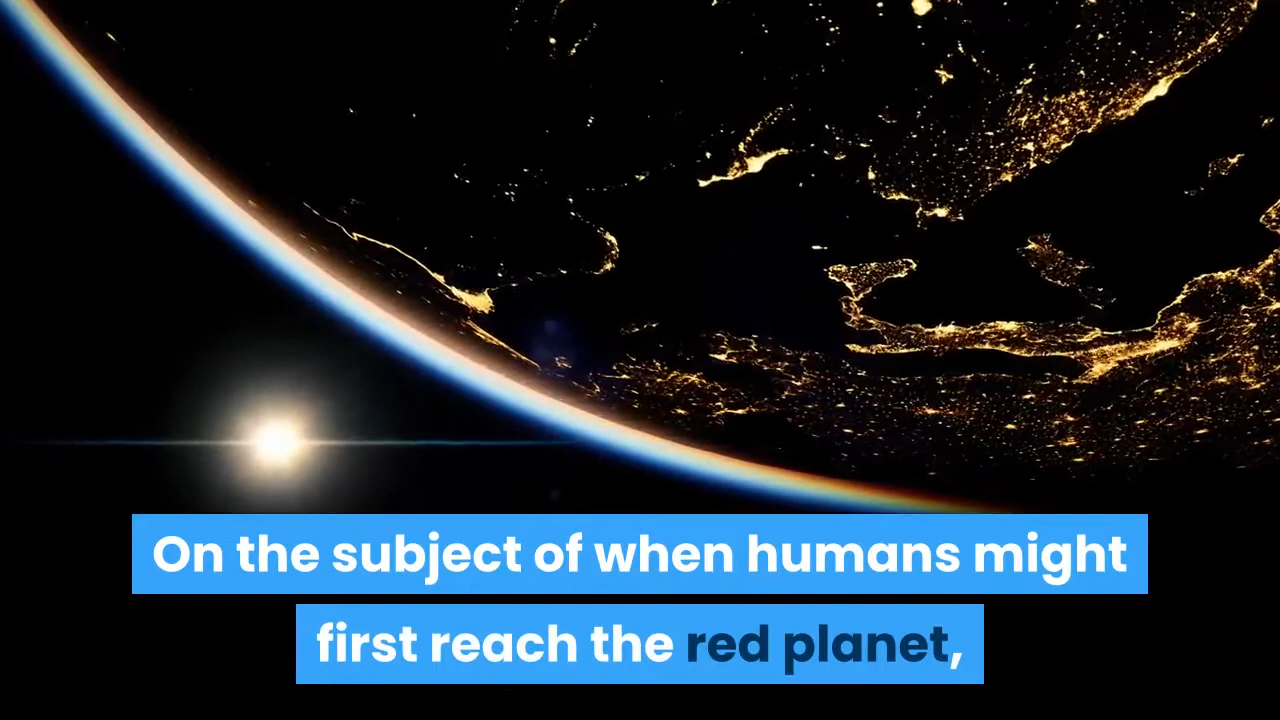 On the subject of when humans might
first reach the red planet,